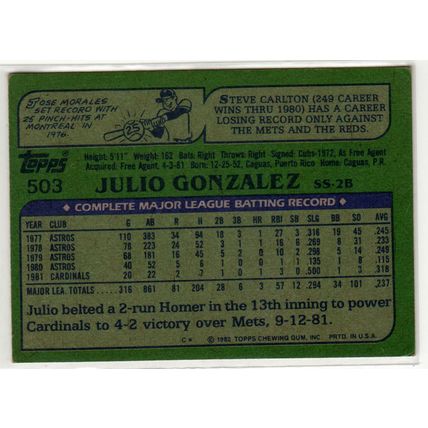 JOSE MORALES
SET RECORD WITH
25 PINCH-HITS AT
MONTREAL IN
1976.
25
STEVE CARLTON (249 CAREER
WINS THRU 1980) HAS A CAREER
LOSING RECORD ONLY AGAINST
THE METS AND THE REDS.
TOPPS
503
Height: 5'11" Weight: 162 Bats: Right Throws: Right Signed: Cubs-1972, As Free Agent
Acquired: Free Agent, 4-3-81 Born: 12-25-52, Caguas, Puerto Rico Home: Caguas, P.R.
JULIO GONZALEZ SS-2B
COMPLETE MAJOR LEAGUE BATTING RECORD
YEAR CLUB G AB R H 2B 3B HR RBI SB SLG BB SO AVG
1977 ASTROS 110 383 34 94 18 3 1 27 3 .316 19 45 .245
1978 ASTROS 78 223 24 52 3 1 1 16 6 .269 8 31 .233
1979 ASTROS 68 181 16 45 5 2 0 10 2 .298 5 14 .249
1980 ASTROS 40 52 5 6 1 0 0 1 1 .135 1 8 .115
1981 CARDINALS 20 22 2 7 1 0 1 3 0 .500 1 3 .318
MAJOR LEA. TOTALS 316 861 81 204 28 6 3 57 12 .294 34 101 .237
Julio belted a 2-run Homer in the 13th inning to power
Cardinals to 4-2 victory over Mets, 9-12-81.
C* © 1982 TOPPS CHEWING GUM, INC. PRTD. IN U.S.A.